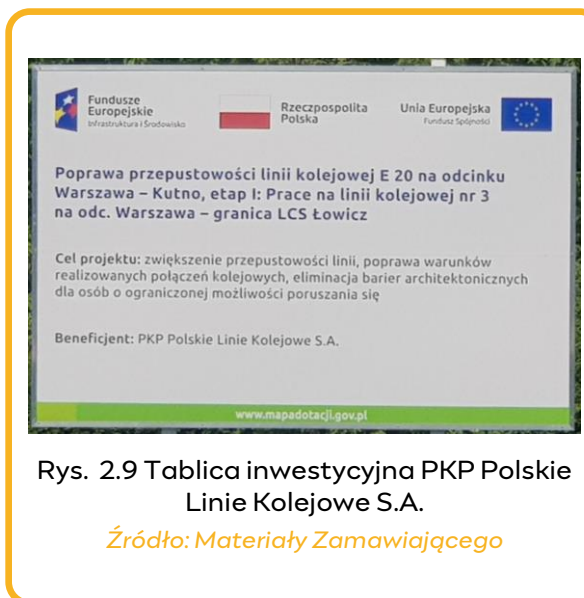 Fundusze
Europejskie
Infrastruktura i Środowisko
Rzeczpospolita
Polska
Unia Europejska
Fundusz Spójności
Poprawa przepustowości linii kolejowej E 20 na odcinku
Warszawa – Kutno, etap I: Prace na linii kolejowej nr 3
na odc. Warszawa – granica LCS Łowicz
Cel projektu: zwiększenie przepustowości linii, poprawa warunków
realizowanych połączeń kolejowych, eliminacja barier architektonicznych
dla osób o ograniczonej możliwości poruszania się
Beneficjent: PKP Polskie Linie Kolejowe S.A.
www.mapadotacji.gov.pl
Rys. 2.9 Tablica inwestycyjna PKP Polskie
Linie Kolejowe S.A.
Źródło: Materiały Zamawiającego